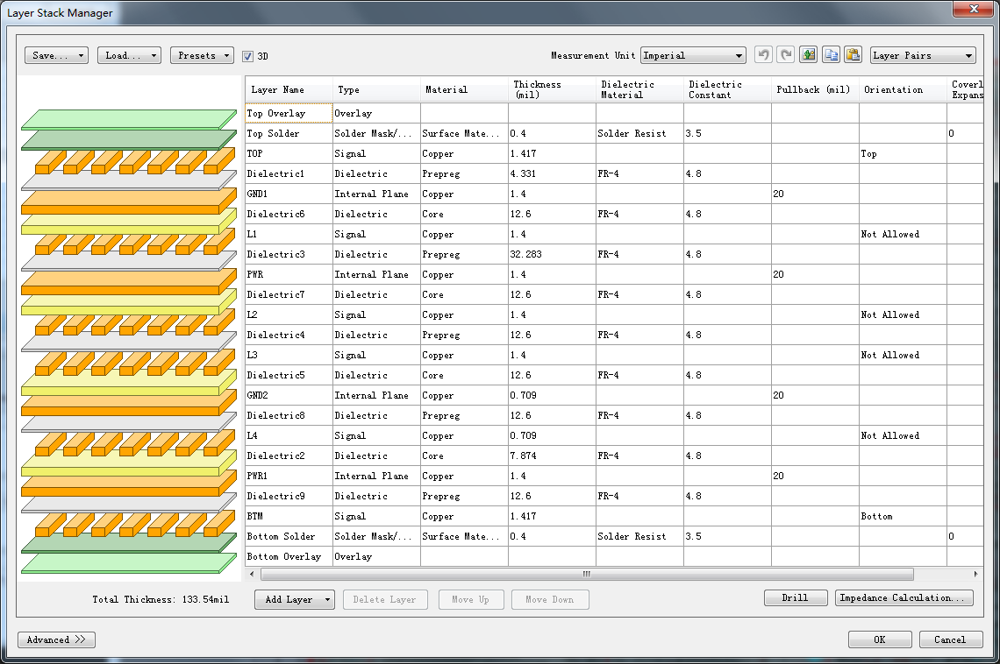 Layer Stack Manager
Save... Load... Presets 3D Measurement Unit Imperial Layer Pairs
Layer Name Type Material Thickness (mil) Dielectric Material Dielectric Constant Pullback (mil) Orientation Coverl Expans
Top Overlay Overlay
Top Solder Solder Mask/... Surface Mate... 0.4 Solder Resist 3.5 0
TOP Signal Copper 1.417 Top
Dielectric1 Dielectric Prepreg 4.331 FR-4 4.8
GND1 Internal Plane Copper 1.4 20
Dielectric6 Dielectric Core 12.6 FR-4 4.8
L1 Signal Copper 1.4 Not Allowed
Dielectric3 Dielectric Prepreg 32.283 FR-4 4.8
PWR Internal Plane Copper 1.4 20
Dielectric7 Dielectric Core 12.6 FR-4 4.8
L2 Signal Copper 1.4 Not Allowed
Dielectric4 Dielectric Prepreg 12.6 FR-4 4.8
L3 Signal Copper 1.4 Not Allowed
Dielectric5 Dielectric Core 12.6 FR-4 4.8
GND2 Internal Plane Copper 0.709 20
Dielectric8 Dielectric Prepreg 12.6 FR-4 4.8
L4 Signal Copper 0.709 Not Allowed
Dielectric2 Dielectric Core 7.874 FR-4 4.8
PWR1 Internal Plane Copper 1.4 20
Dielectric9 Dielectric Prepreg 12.6 FR-4 4.8
BTM Signal Copper 1.417 Bottom
Bottom Solder Solder Mask/... Surface Mate... 0.4 Solder Resist 3.5 0
Bottom Overlay Overlay
Total Thickness: 133.54mil Add Layer Delete Layer Move Up Move Down Drill Impedance Calculation...
Advanced >> OK Cancel